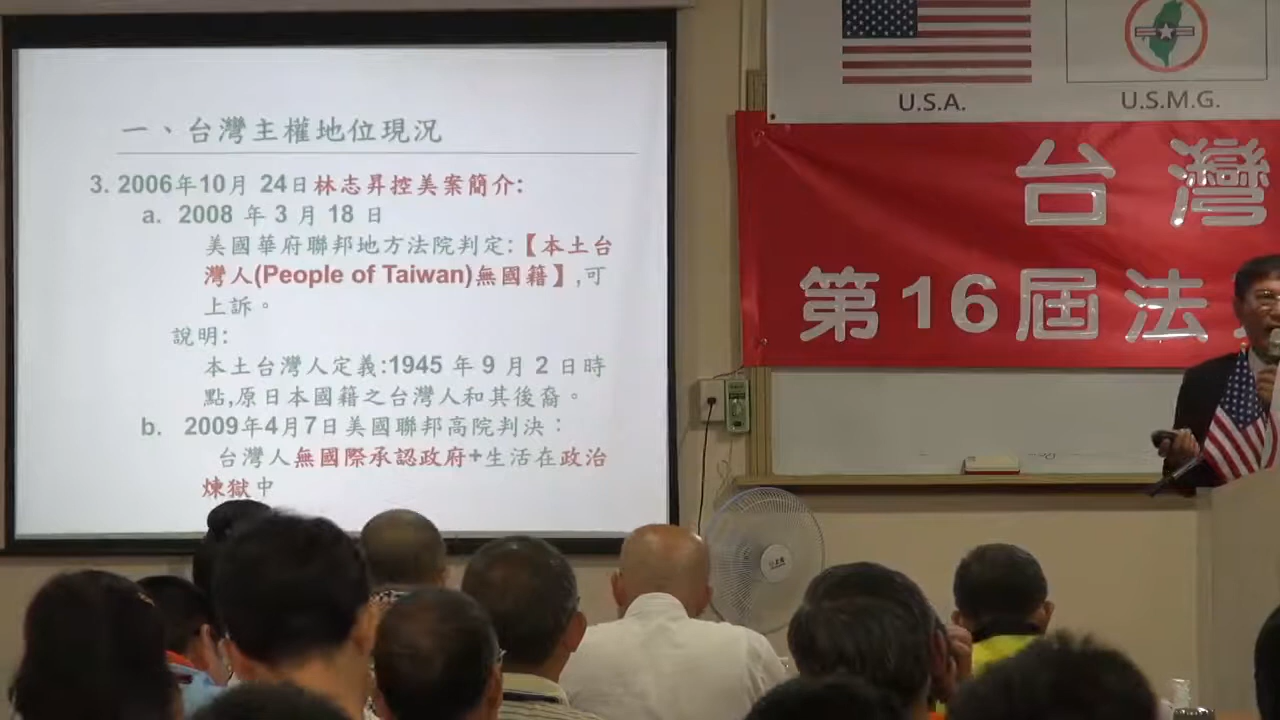 一、台灣主權地位現況
3. 2006年10月 24日林志昇控美案簡介:
a. 2008 年 3 月 18 日
美國華府聯邦地方法院判定:【本土台
灣人(People of Taiwan)無國籍】,可
上訴。
說明:
本土台灣人定義:1945 年 9 月 2 日時
點,原日本國籍之台灣人和其後裔。
b. 2009年4月7日美國聯邦高院判決：
台灣人無國際承認政府+生活在政治
煉獄中
U.S.A.
U.S.M.G.
台灣
第16屆法